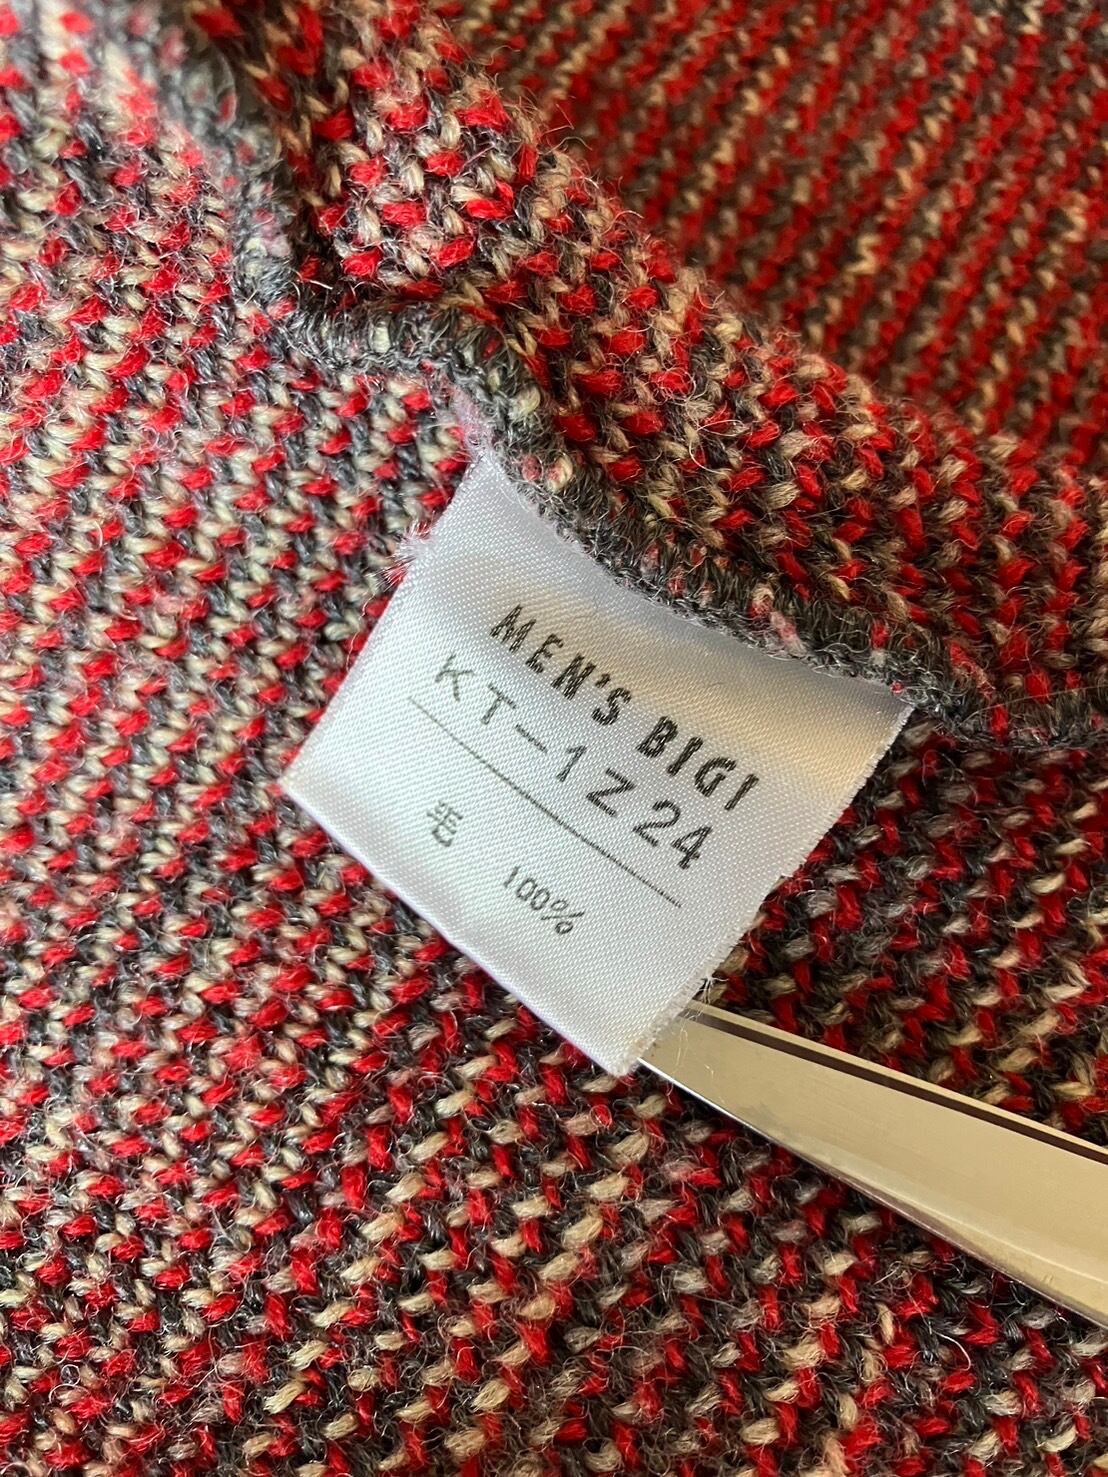 MEN'S BIGI
KT-1Z24
毛 100%